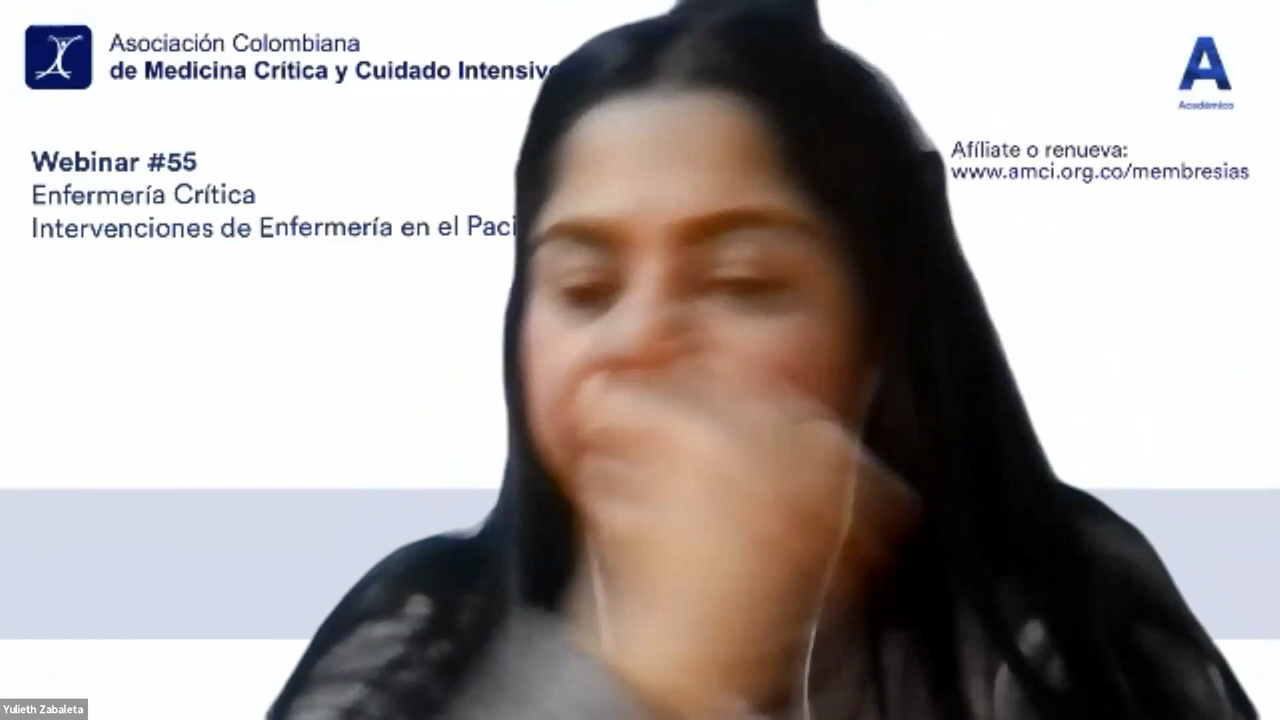 Asociación Colombiana
de Medicina Crítica y Cuidado Intensivo
A
Académico
Webinar #55
Enfermería Crítica
Intervenciones de Enfermería en el Paci
Afíliate o renueva:
www.amci.org.co/membresias
Yulieth Zabaleta